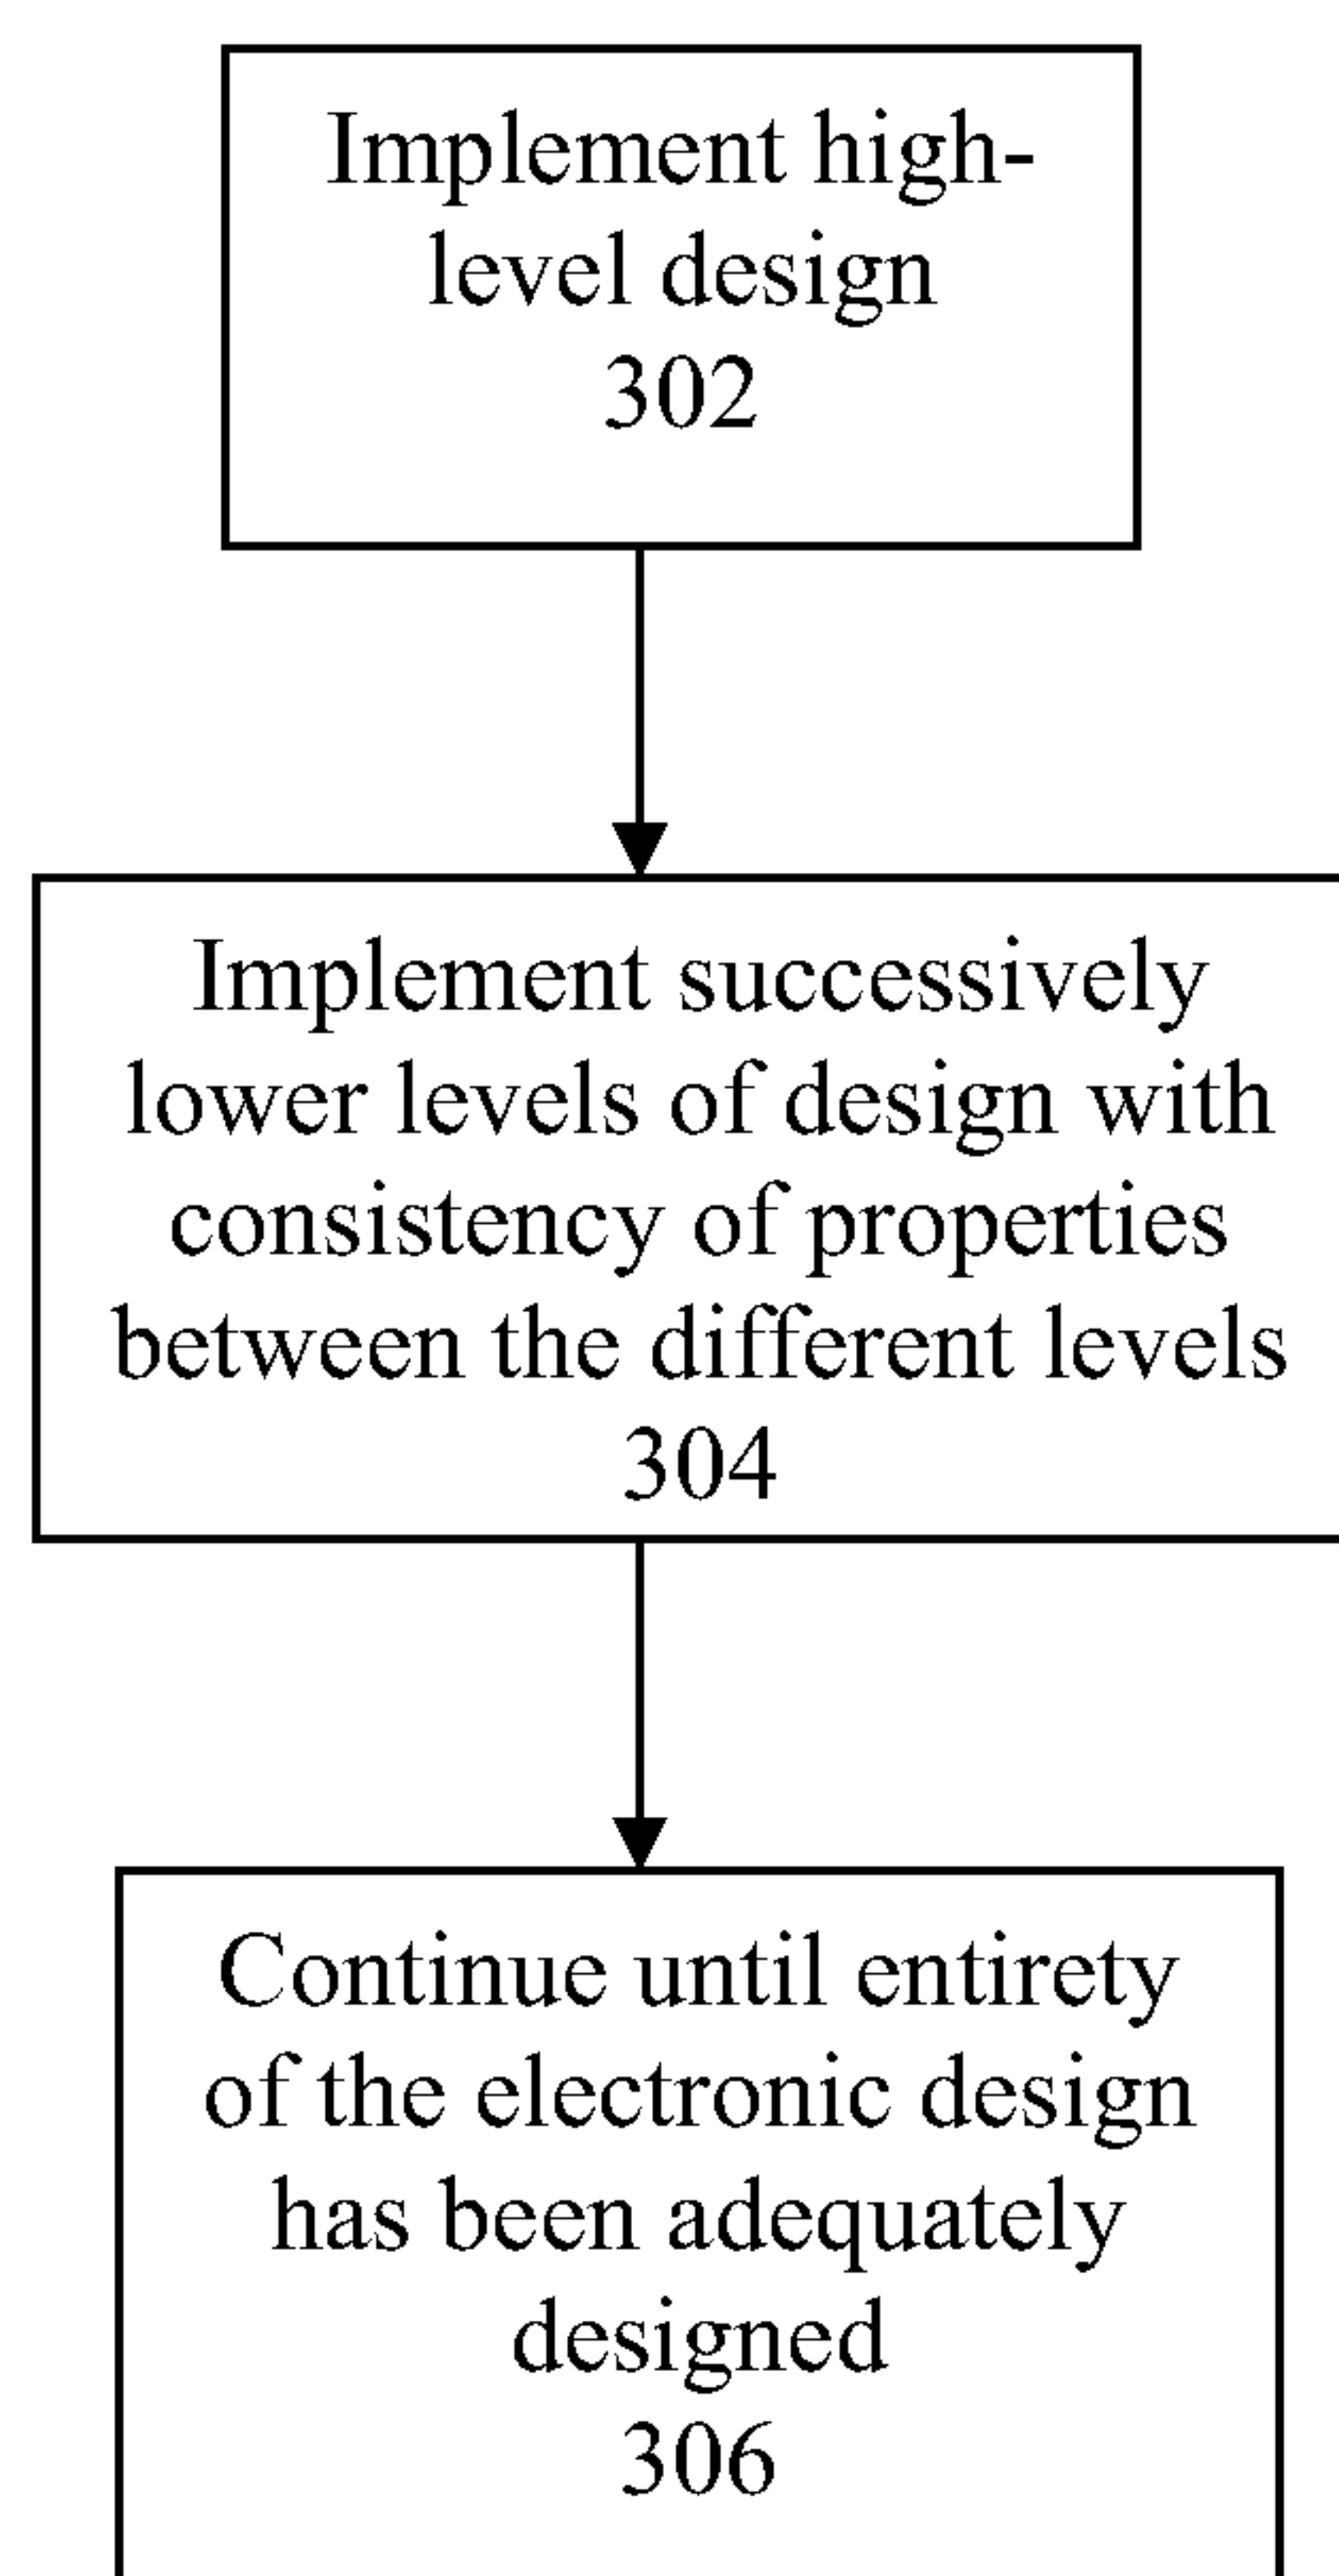 Implement high-
level design
302
Implement successively
lower levels of design with
consistency of properties
between the different levels
304
Continue until entirety
of the electronic design
has been adequately
designed
306